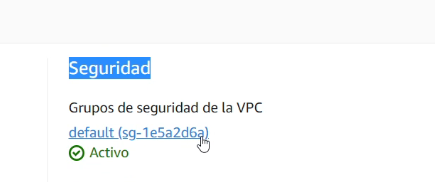 Seguridad
Grupos de seguridad de la VPC
default (sg-1e5a2d6a)
Activo